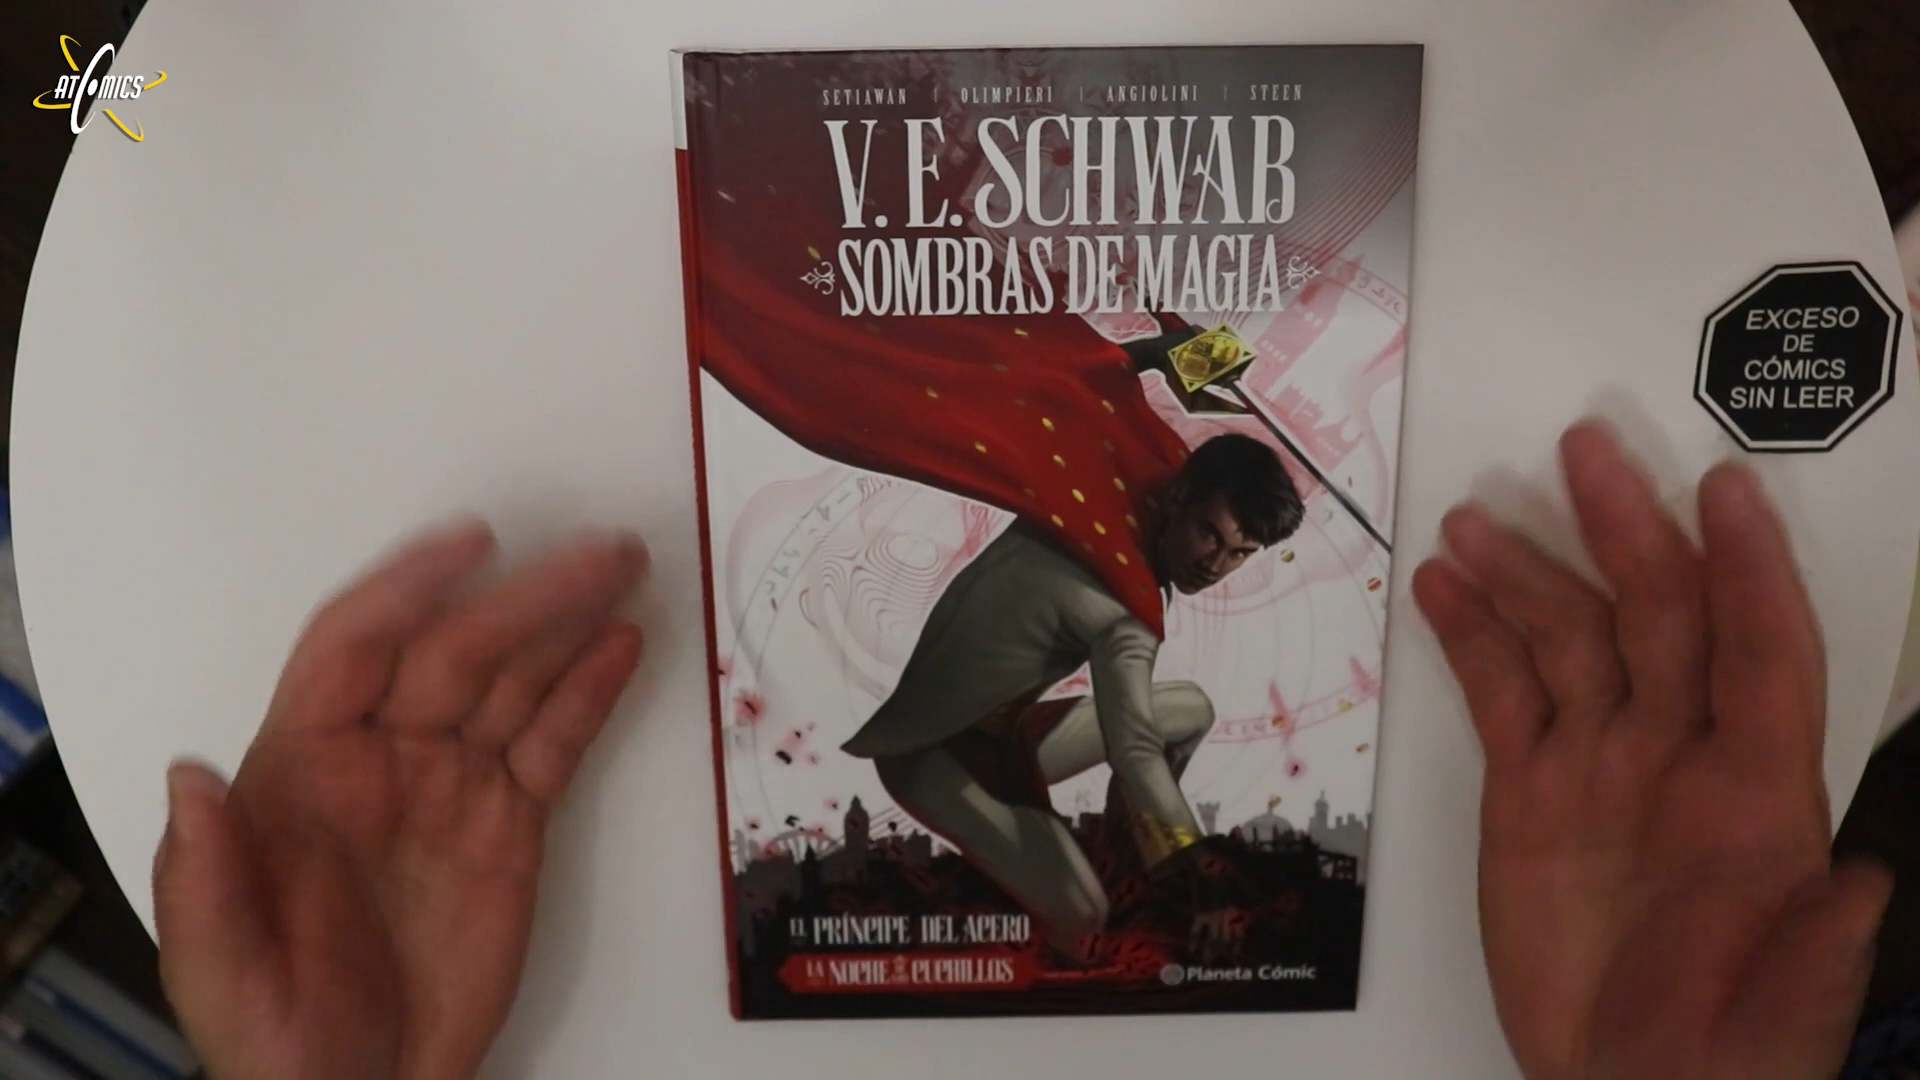 ATOMICS
SETIAWAN | OLIMPIERI | ANGIOLINI | STEEN
V. E. SCHWAB
SOMBRAS DE MAGIA
EXCESO
DE
CÓMICS
SIN LEER
EL PRÍNCIPE DEL ACERO
LA NOCHE DE CUCHILLOS
Planeta Cómic